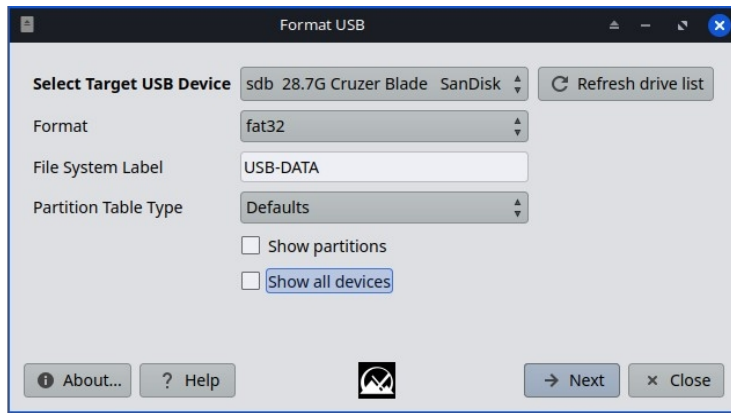 Format USB
Select Target USB Device sdb 28.7G Cruzer Blade SanDisk Refresh drive list
Format fat32
File System Label USB-DATA
Partition Table Type Defaults
Show partitions
Show all devices
About... ? Help Next Close